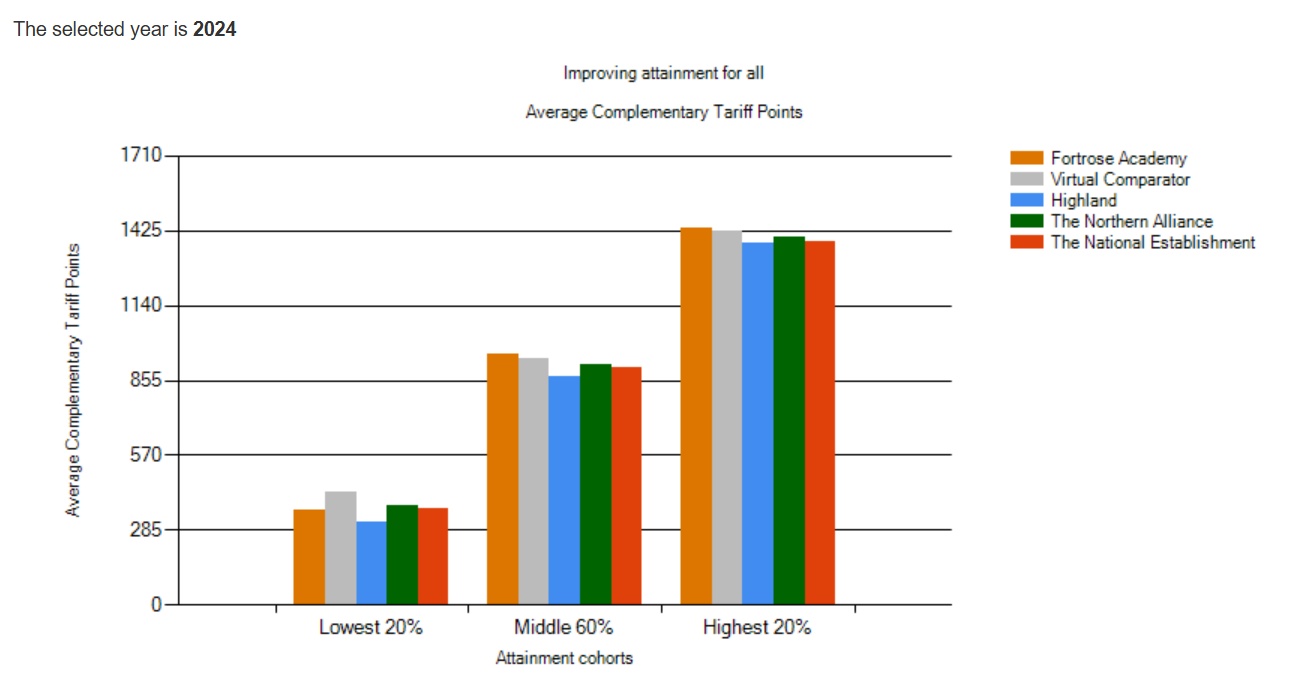 The selected year is 2024
Improving attainment for all
Average Complementary Tariff Points
1710
1425
1140
855
570
285
0
Average Complementary Tariff Points
Lowest 20%
Middle 60%
Highest 20%
Attainment cohorts
Fortrose Academy
Virtual Comparator
Highland
The Northern Alliance
The National Establishment